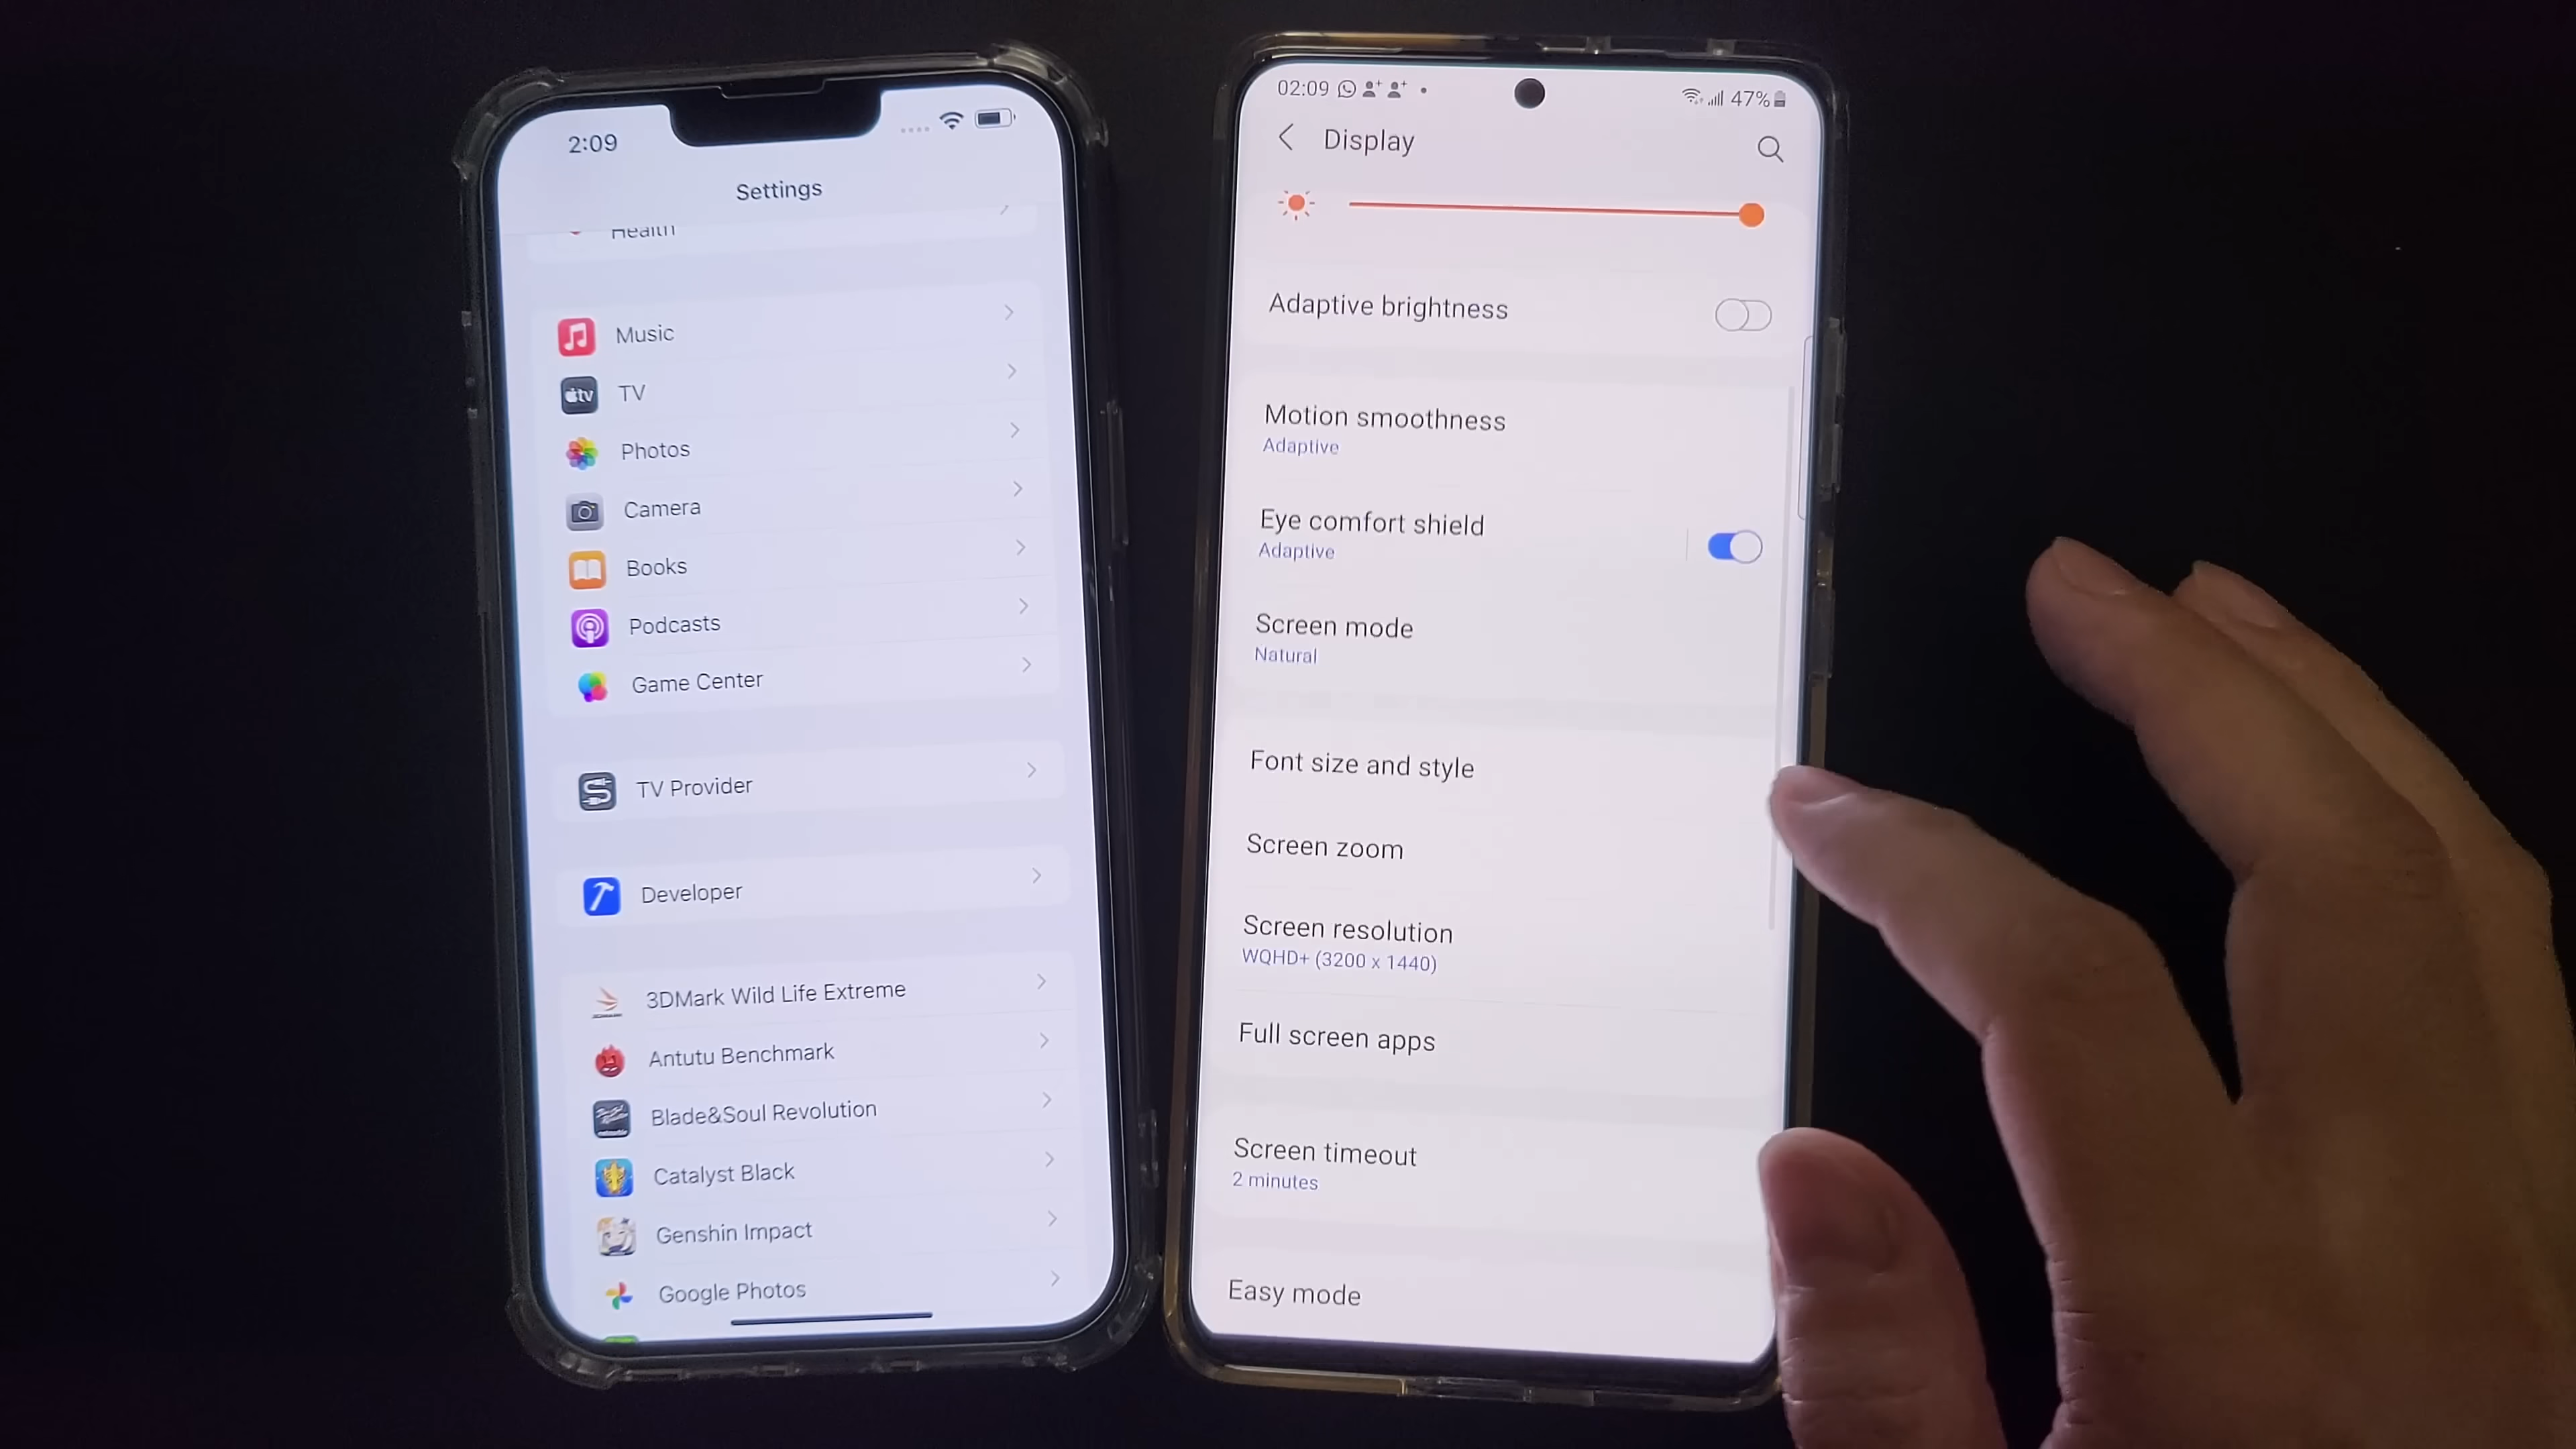 2:09
Settings
Health
Music
tv TV
Photos
Camera
Books
Podcasts
Game Center
TV Provider
Developer
3DMark Wild Life Extreme
Antutu Benchmark
Blade&Soul Revolution
Catalyst Black
Genshin Impact
Google Photos
02:09
47%
Display
Adaptive brightness
Motion smoothness
Adaptive
Eye comfort shield
Adaptive
Screen mode
Natural
Font size and style
Screen zoom
Screen resolution
WQHD+ (3200 x 1440)
Full screen apps
Screen timeout
2 minutes
Easy mode